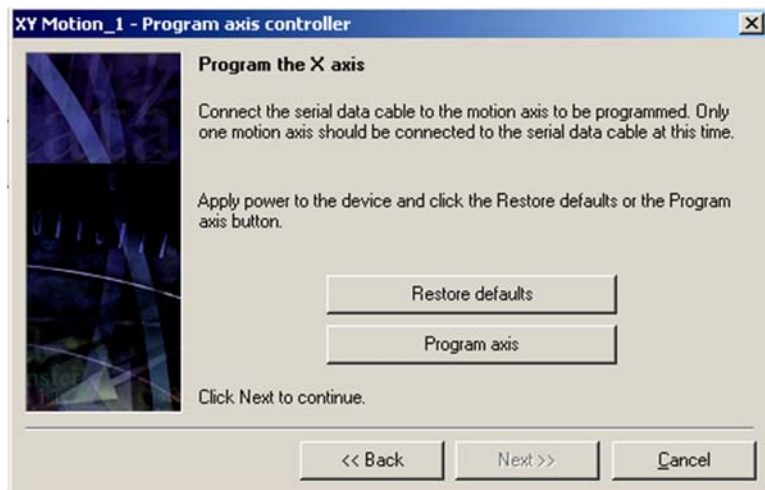 XY Motion_1 - Program axis controller
Program the X axis
Connect the serial data cable to the motion axis to be programmed. Only
one motion axis should be connected to the serial data cable at this time.
Apply power to the device and click the Restore defaults or the Program
axis button.
Restore defaults
Program axis
Click Next to continue.
<< Back
Next >>
Cancel